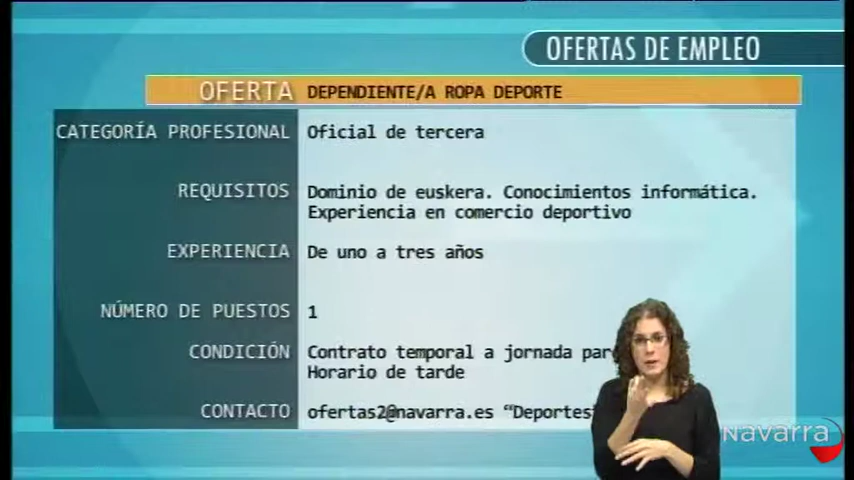 OFERTAS DE EMPLEO
OFERTA DEPENDIENTE/A ROPA DEPORTE
CATEGORÍA PROFESIONAL Oficial de tercera
REQUISITOS Dominio de euskera. Conocimientos informática.
Experiencia en comercio deportivo
EXPERIENCIA De uno a tres años
NÚMERO DE PUESTOS 1
CONDICIÓN Contrato temporal a jornada
Horario de tarde
CONTACTO ofertas2@navarra.es “Deportes
Navarra